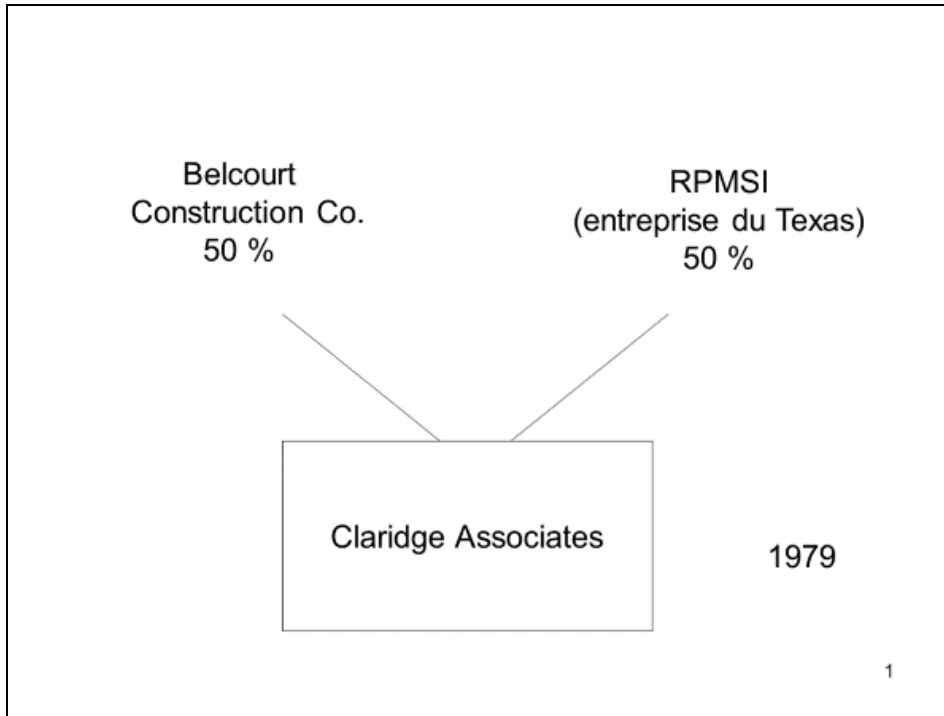 Belcourt
Construction Co.
50 %
RPMSI
(entreprise du Texas)
50 %
Claridge Associates
1979
1